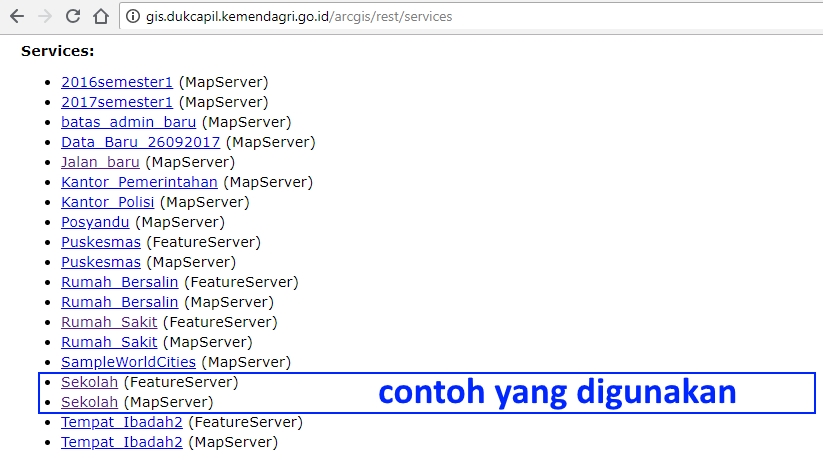 gis.dukcapil.kemendagri.go.id/arcgis/rest/services
Services:
2016semester1 (MapServer)
2017semester1 (MapServer)
batas_admin_baru (MapServer)
Data_Baru_26092017 (MapServer)
Jalan_baru (MapServer)
Kantor_Pemerintahan (MapServer)
Kantor_Polisi (MapServer)
Posyandu (MapServer)
Puskesmas (FeatureServer)
Puskesmas (MapServer)
Rumah_Bersalin (FeatureServer)
Rumah_Bersalin (MapServer)
Rumah_Sakit (FeatureServer)
Rumah_Sakit (MapServer)
SampleWorldCities (MapServer)
Sekolah (FeatureServer)
Sekolah (MapServer)
contoh yang digunakan
Tempat_Ibadah2 (FeatureServer)
Tempat_Ibadah2 (MapServer)